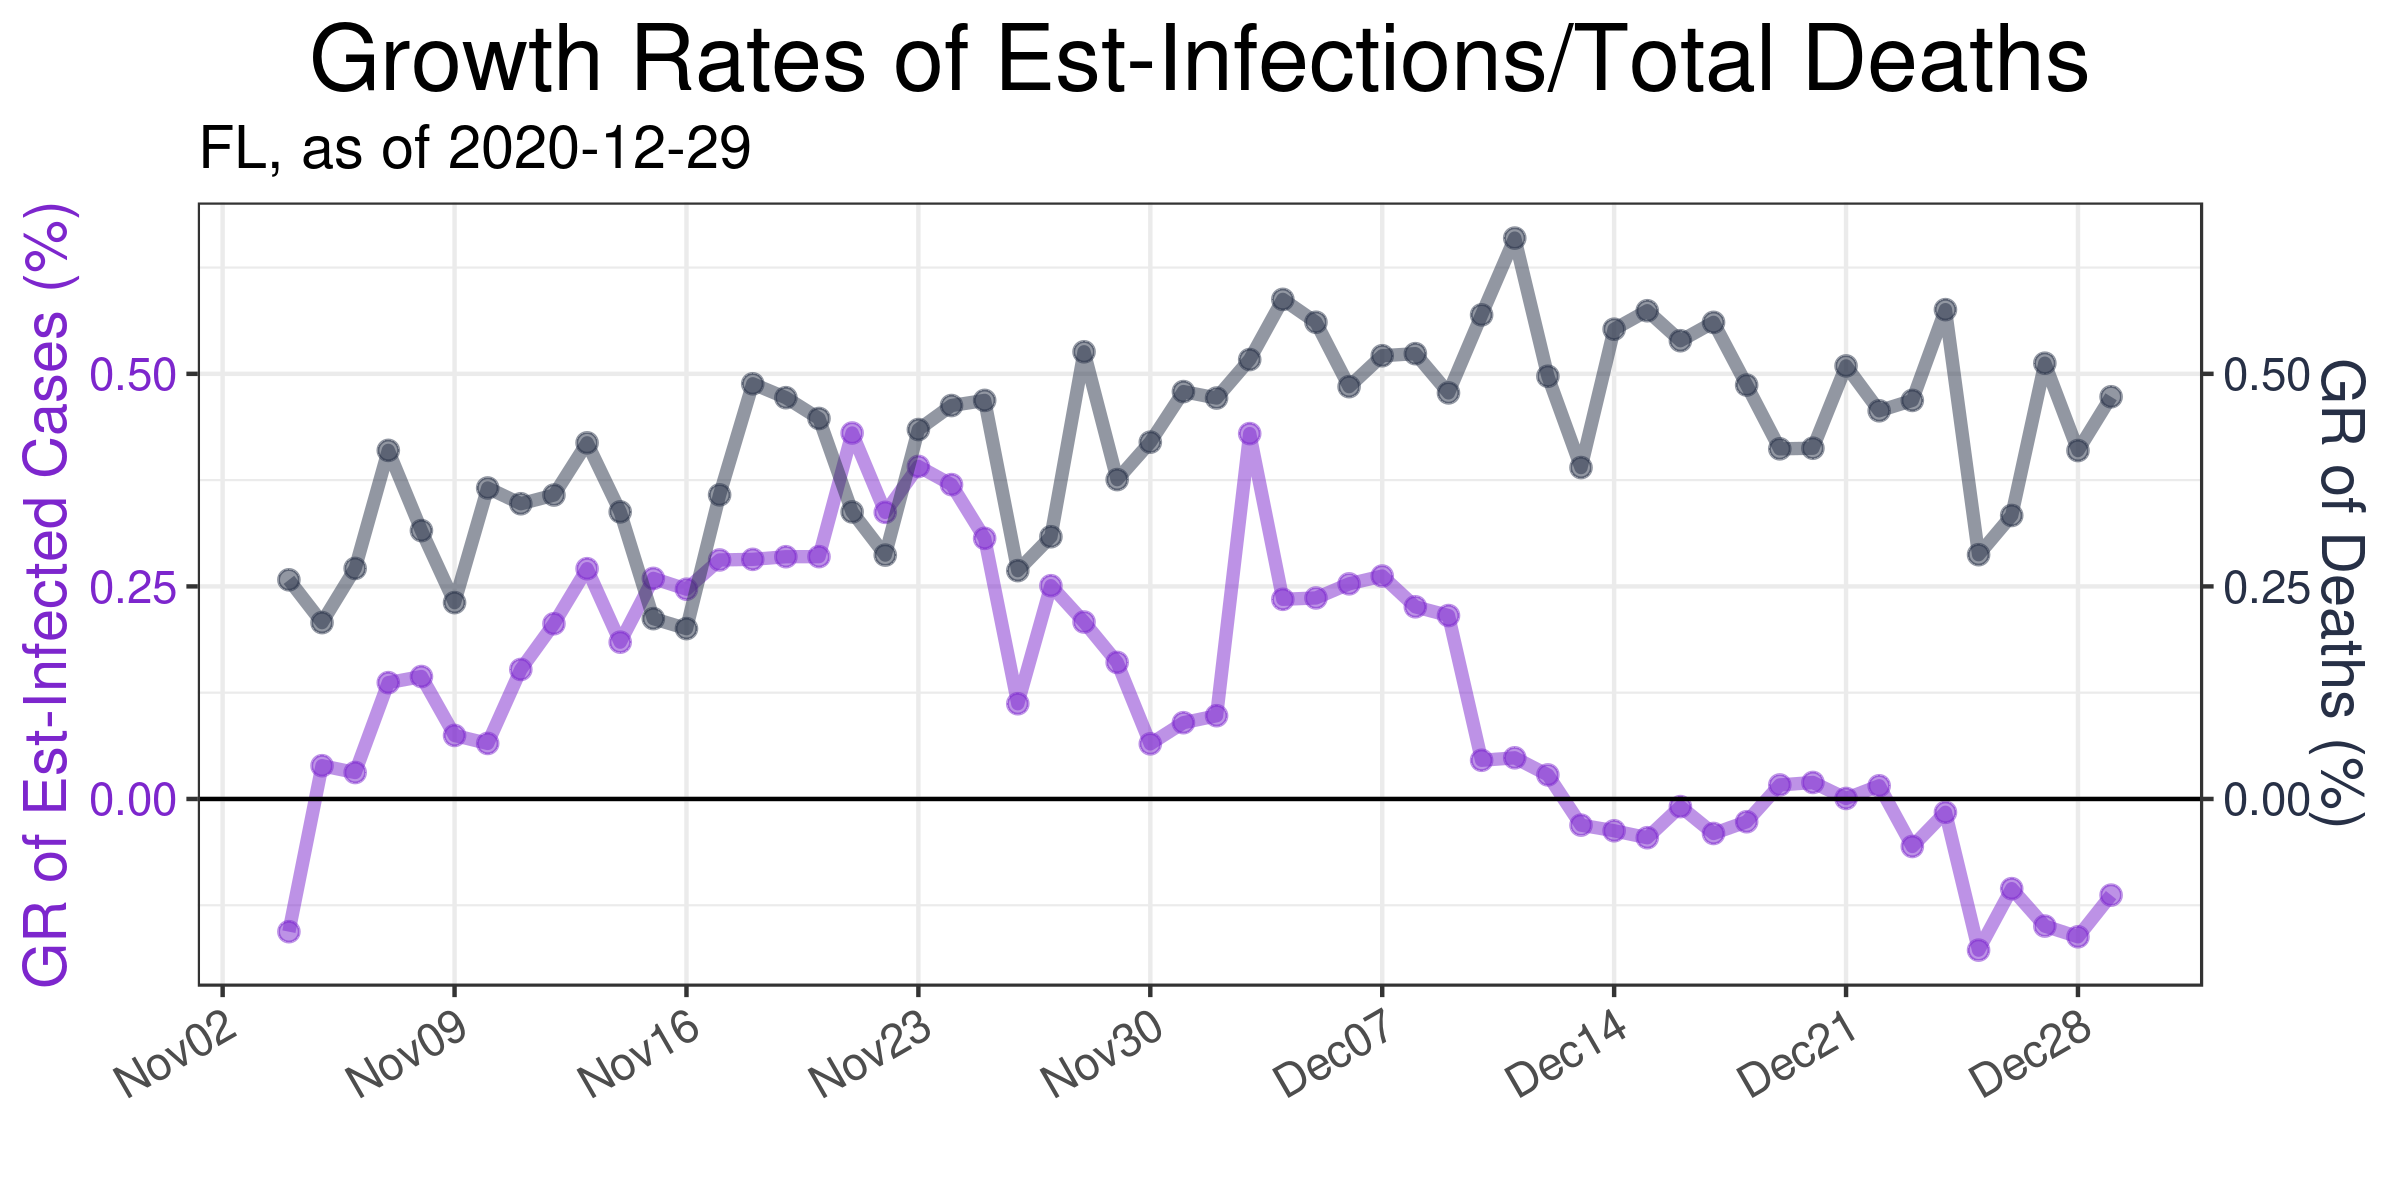 Growth Rates of Est-Infections/Total Deaths
FL, as of 2020-12-29
GR of Est-Infected Cases (%)
0.50
0.25
0.00
0.50
0.25
0.00
GR of Deaths (%)
Nov02
Nov09
Nov16
Nov23
Nov30
Dec07
Dec14
Dec21
Dec28